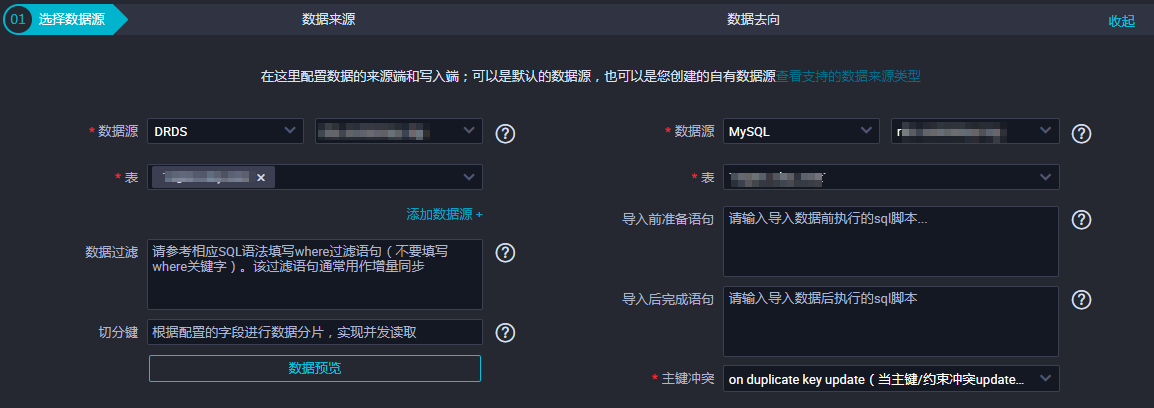 01 选择数据源 数据来源 数据去向 收起
在这里配置数据的来源端和写入端；可以是默认的数据源，也可以是您创建的自有数据源查看支持的数据来源类型
* 数据源 DRDS ? * 数据源 MySQL ?
* 表 × * 表
添加数据源 + 导入前准备语句 请输入导入数据前执行的sql脚本... ?
数据过滤 请参考相应SQL语法填写where过滤语句（不要填写 ?
where关键字）。该过滤语句通常用作增量同步
导入后完成语句 请输入导入数据后执行的sql脚本 ?
切分键 根据配置的字段进行数据分片，实现并发读取 ?
数据预览
* 主键冲突 on duplicate key update（当主键/约束冲突update...